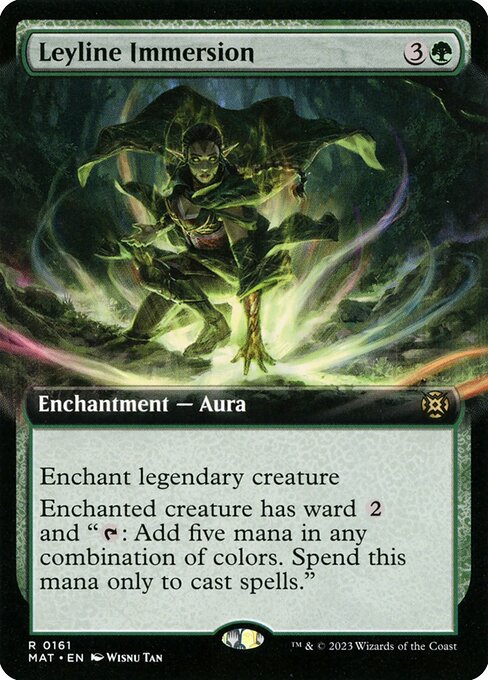 Leyline Immersion 3
Enchantment — Aura
Enchant legendary creature
Enchanted creature has ward 2
and “: Add five mana in any
combination of colors. Spend this
mana only to cast spells.”
R 0161
MAT • EN Wisnu Tan
™ & © 2023 Wizards of the Coast